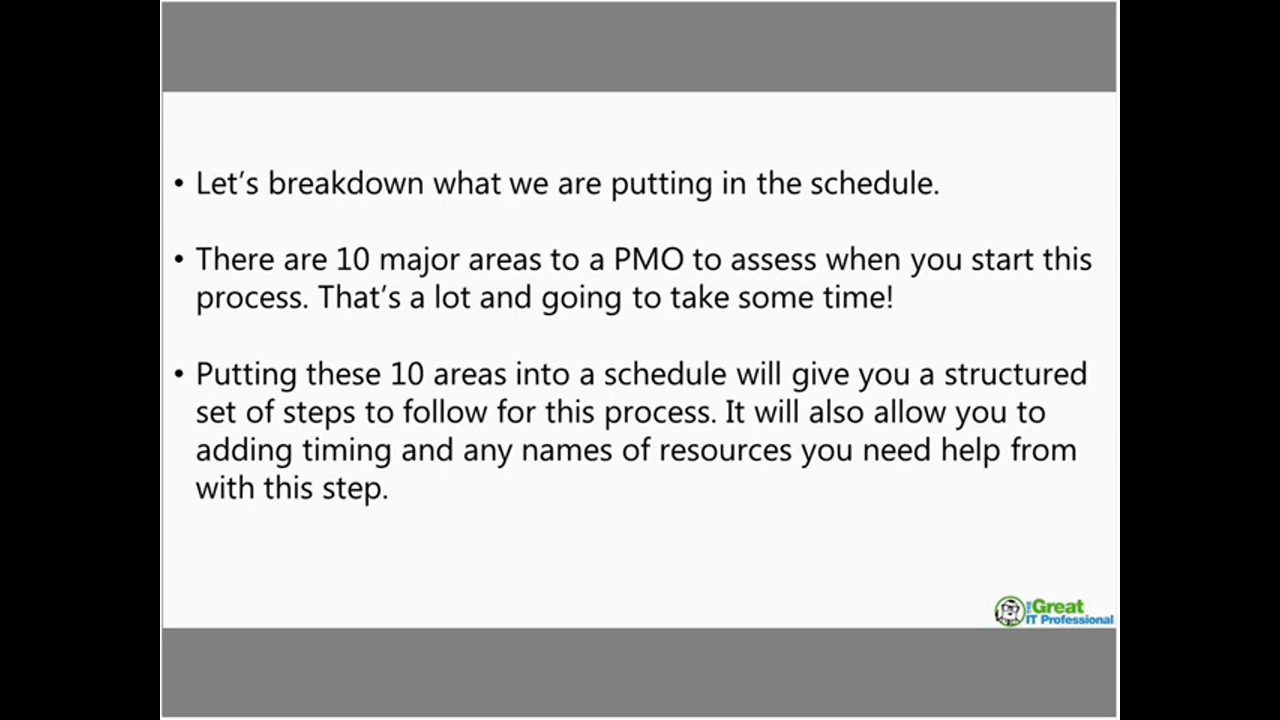 • Let’s breakdown what we are putting in the schedule.
• There are 10 major areas to a PMO to assess when you start this
process. That’s a lot and going to take some time!
• Putting these 10 areas into a schedule will give you a structured
set of steps to follow for this process. It will also allow you to
adding timing and any names of resources you need help from
with this step.
THE Great
IT Professional